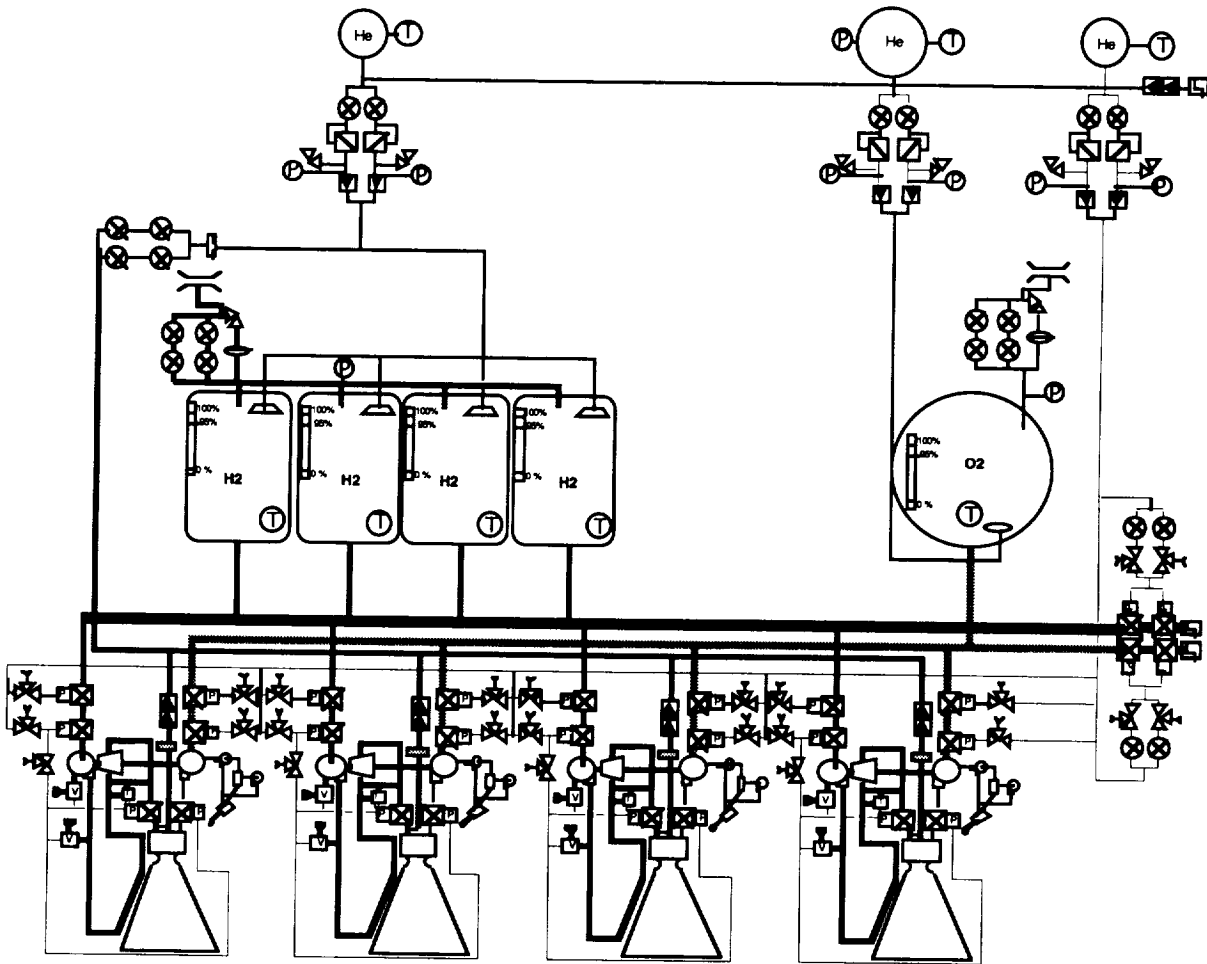 He T
P He T
He T
P P
P P
P P
P
P
100% 100% 100% 100%
95% 95% 95% 95%
0 % 0 % 0 % 0 %
H2 H2 H2 H2
T T T T
100%
95%
0 %
O2
T
P P P P P P P P
P P P P P P P P
V V V V
P P P P P P P P
V V V V